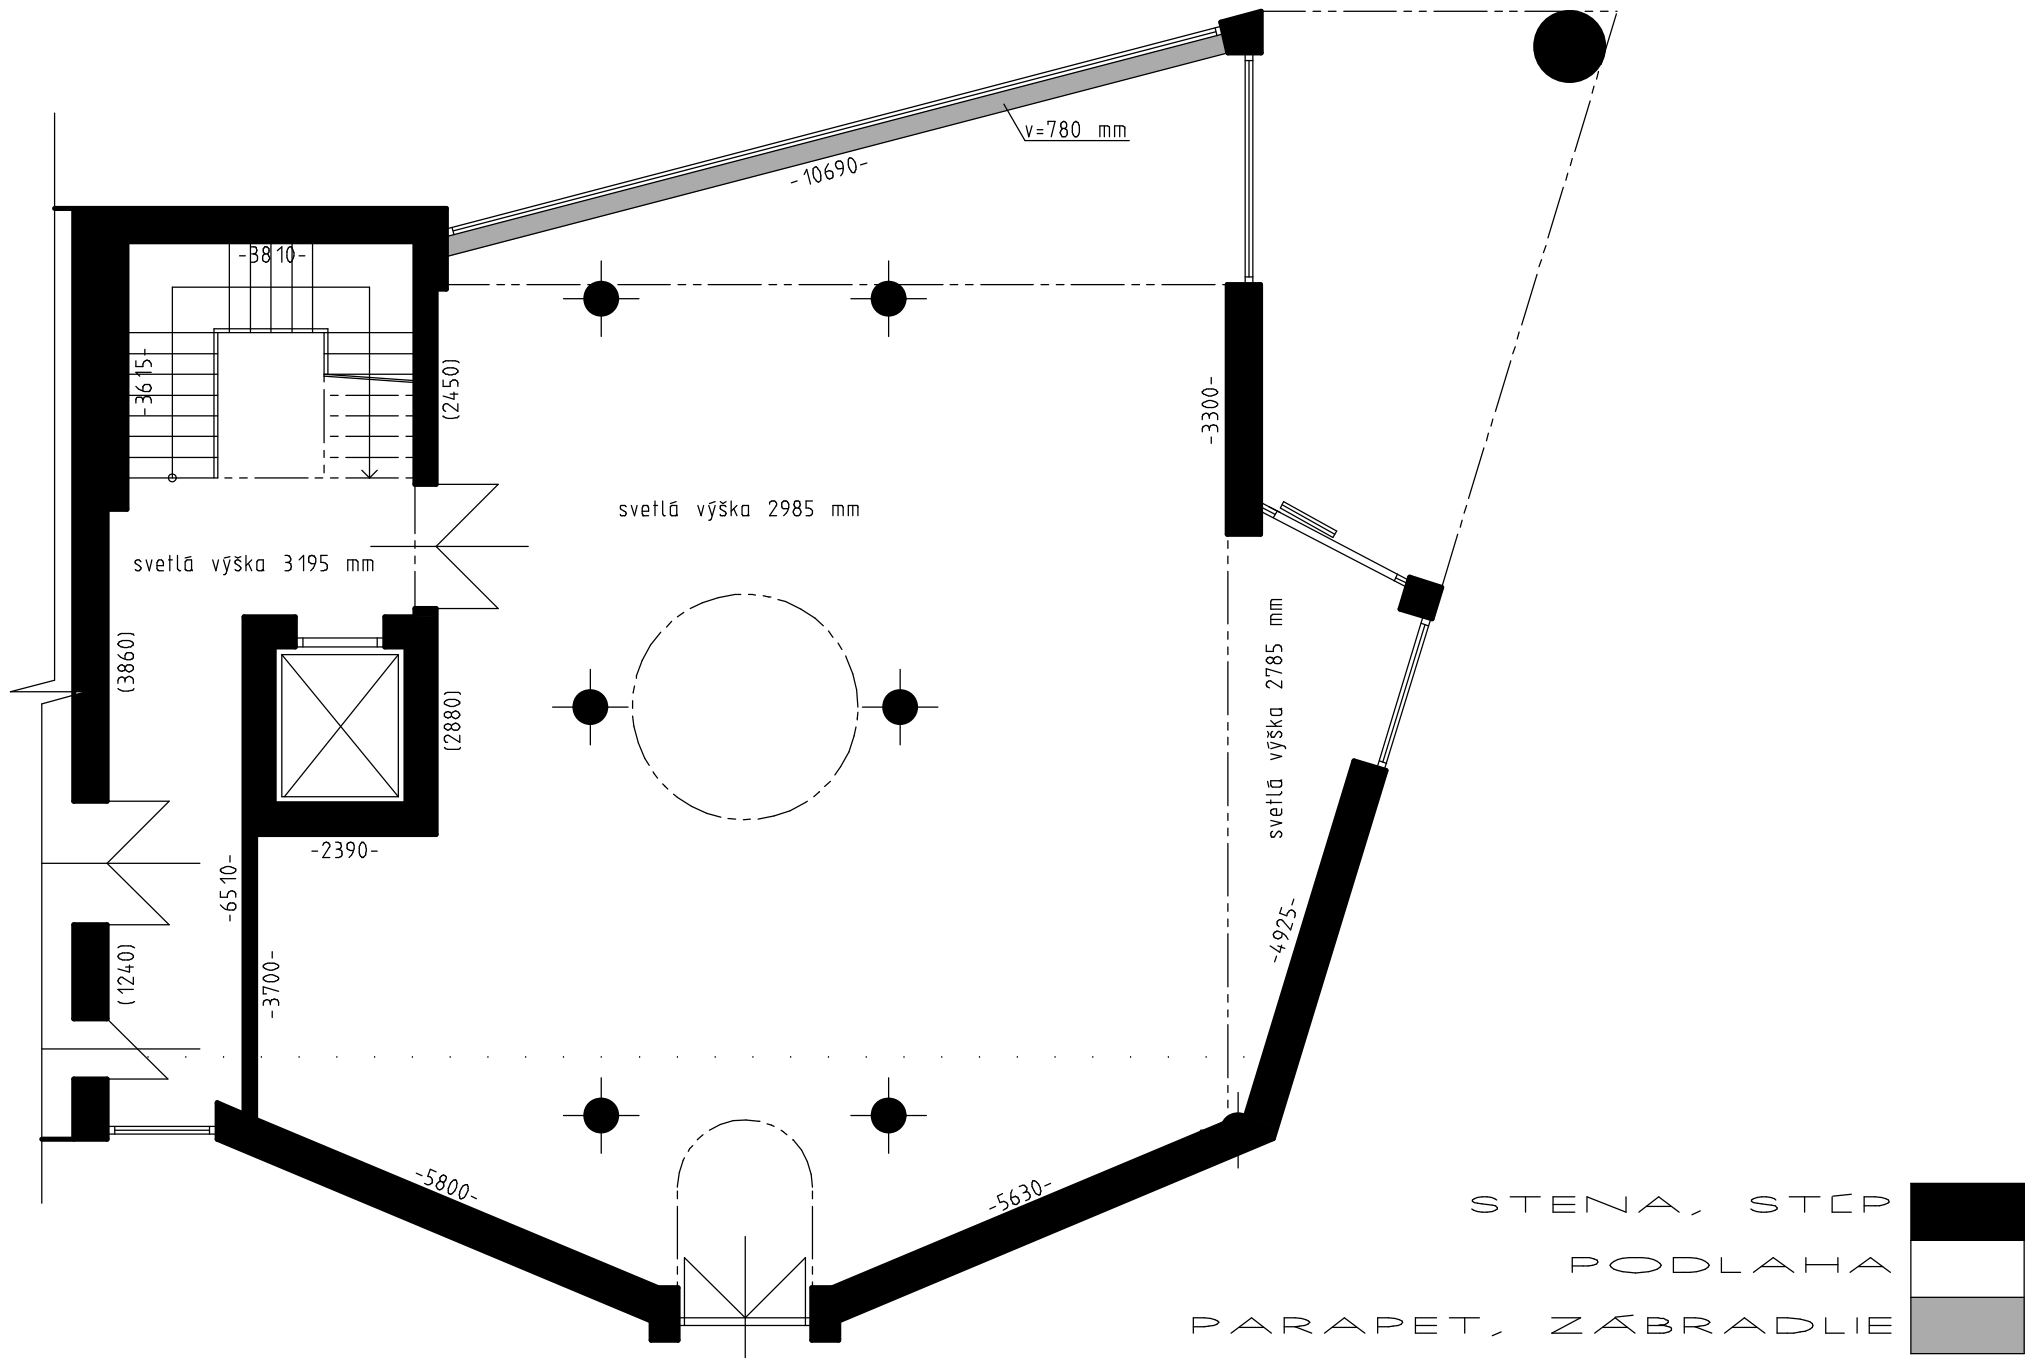 v=780 mm
-10690-
-3810-
-3615-
(2450)
-3300-
svetlá výška 2985 mm
svetlá výška 3195 mm
(3860)
svetlá výška 2785 mm
(2880)
-2390-
-6510-
-4925-
(1240)
-3700-
-5800-
-5630-
STENA, STĹP
PODLAHA
PARAPET, ZÁBRADLIE